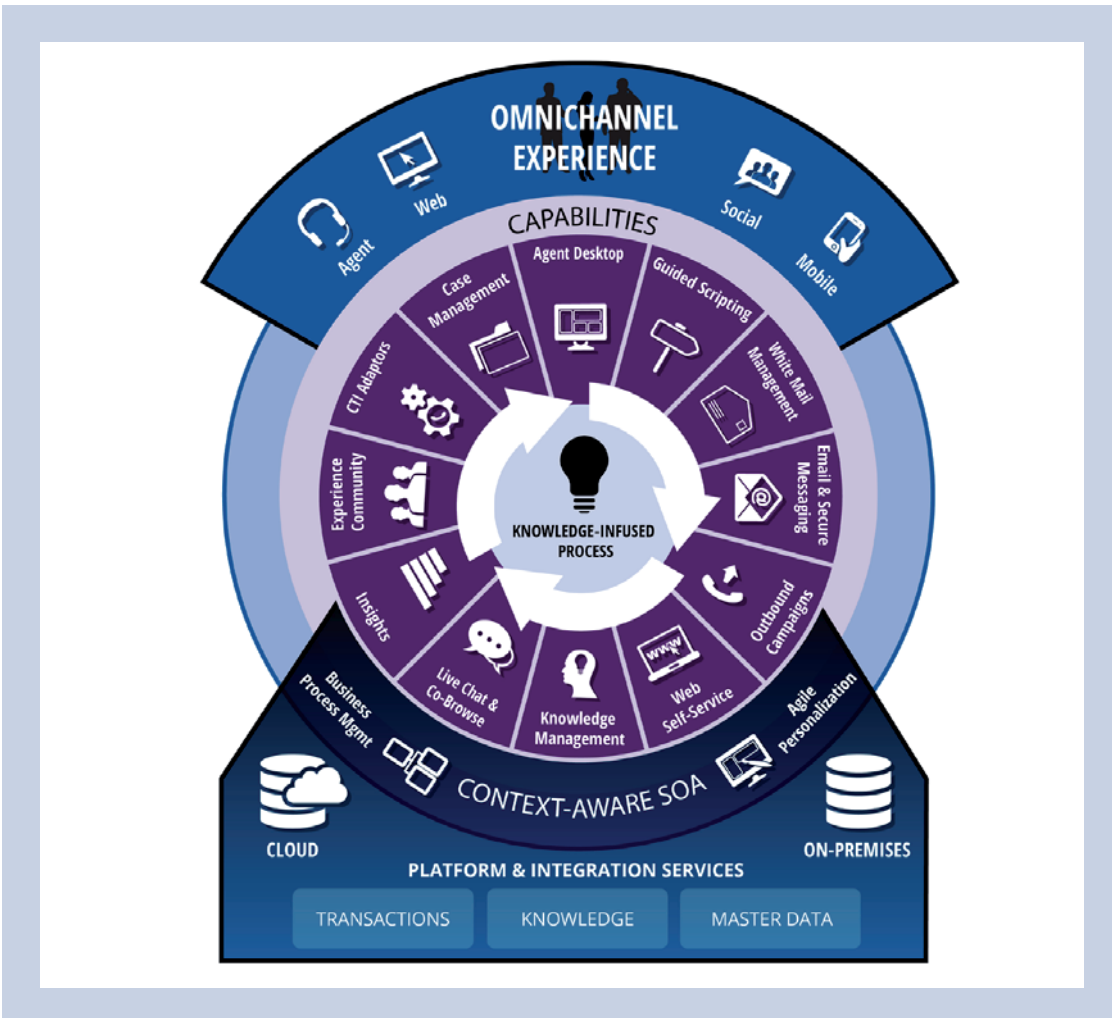 OMNICHANNEL
EXPERIENCE
Agent
Web
Social
Mobile
CAPABILITIES
Agent Desktop
Guided Scripting
White Mail
Management
Email & Secure
Messaging
Outbound
Campaigns
Web
Self-Service
www
Knowledge
Management
Live Chat &
Co-Browse
Insights
Experience
Community
CTI Adaptors
Case
Management
@
KNOWLEDGE-INFUSED
PROCESS
Business
Process Mgmt
Agile
Personalization
CONTEXT-AWARE SOA
CLOUD
ON-PREMISES
PLATFORM & INTEGRATION SERVICES
TRANSACTIONS
KNOWLEDGE
MASTER DATA